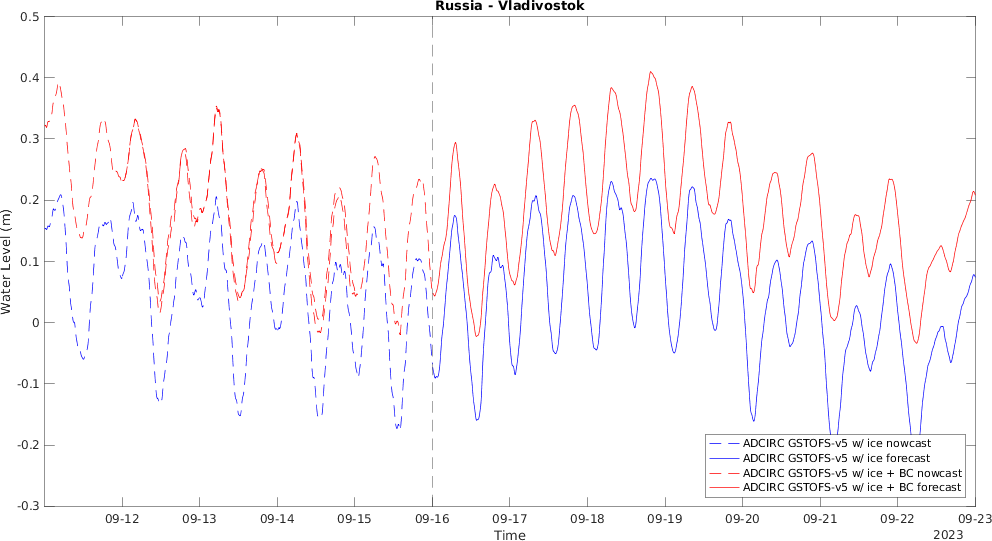 Russia - Vladivostok
0.5
0.4
0.3
0.2
0.1
0
-0.1
-0.2
-0.3
Water Level (m)
ADCIRC GSTOFS-v5 w/ ice nowcast
ADCIRC GSTOFS-v5 w/ ice forecast
ADCIRC GSTOFS-v5 w/ ice + BC nowcast
ADCIRC GSTOFS-v5 w/ ice + BC forecast
09-12 09-13 09-14 09-15 09-16 09-17 09-18 09-19 09-20 09-21 09-22 09-23
Time
2023